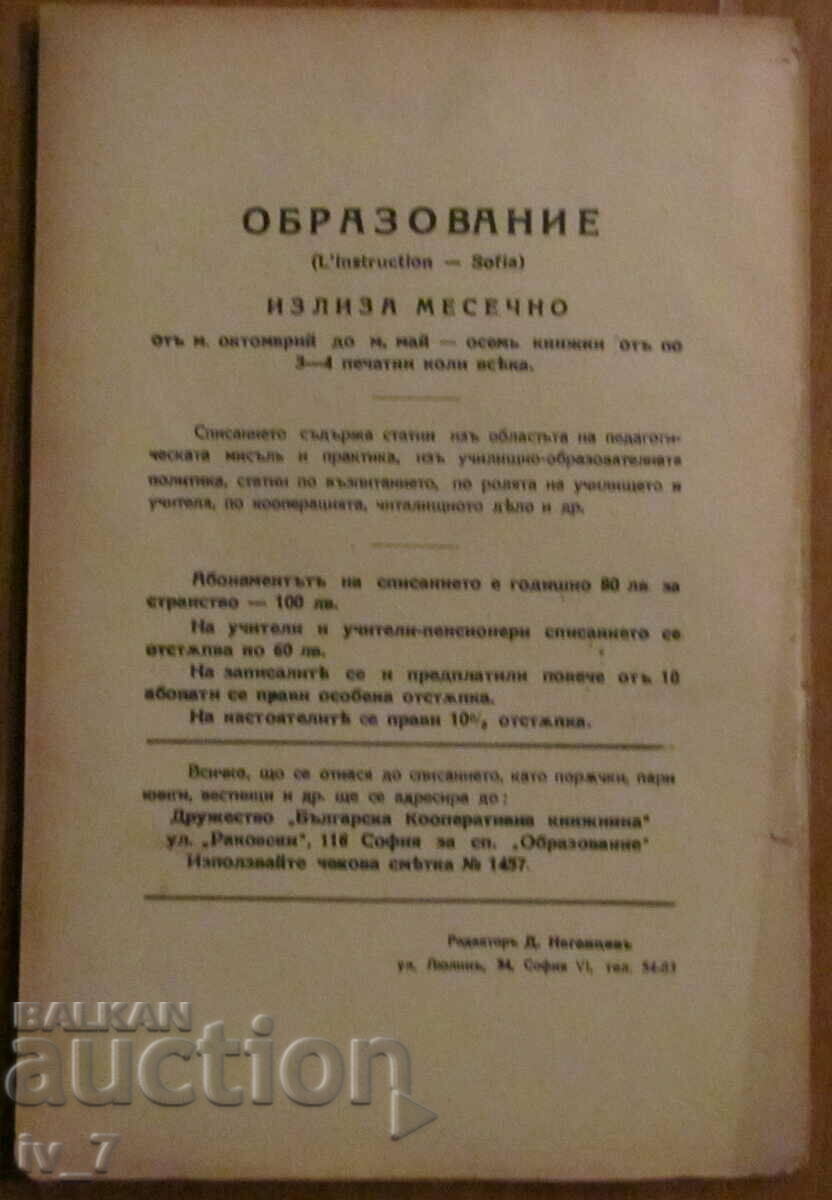 ОБРАЗОВАНИЕ
(L'instruction — Sofia)
ИЗЛИЗА МЕСЕЧНО
отъ м. октомврий до м. май — осемь книжки отъ по
3—4 печатни коли всѣка.
Списанието съдържа статии изъ областьта на педагоги-
ческата мисъль и практика, изъ училищно-образователната
политика, статии по възпитанието, по ролята на училището и
учителя, по кооперацията, читалищното дѣло и др.
Абонаментътъ на списанието е годишно 80 лв за
странство — 100 лв.
На учители и учители-пенсионери списанието се
отстѫпва по 60 лв.
На записалитѣ се и предплатили повече отъ 10
абонати се прави особена отстѫпка.
На настоятелитѣ се прави 10% отстѫпка.
Всичко, що се отнася до списанието, като порѫчки, пари
книги, вестници и др. ще се адресира до:
Дружество „Българска Кооперативна книжнина"
ул. „Раковски", 116 София за сп. „Образование"
Използвайте чекова смѣтка № 1457.
Редакторъ Д.
ул. Люлинъ, 34, София VI, тел. 54-03
BALKAN
auction
iv_7